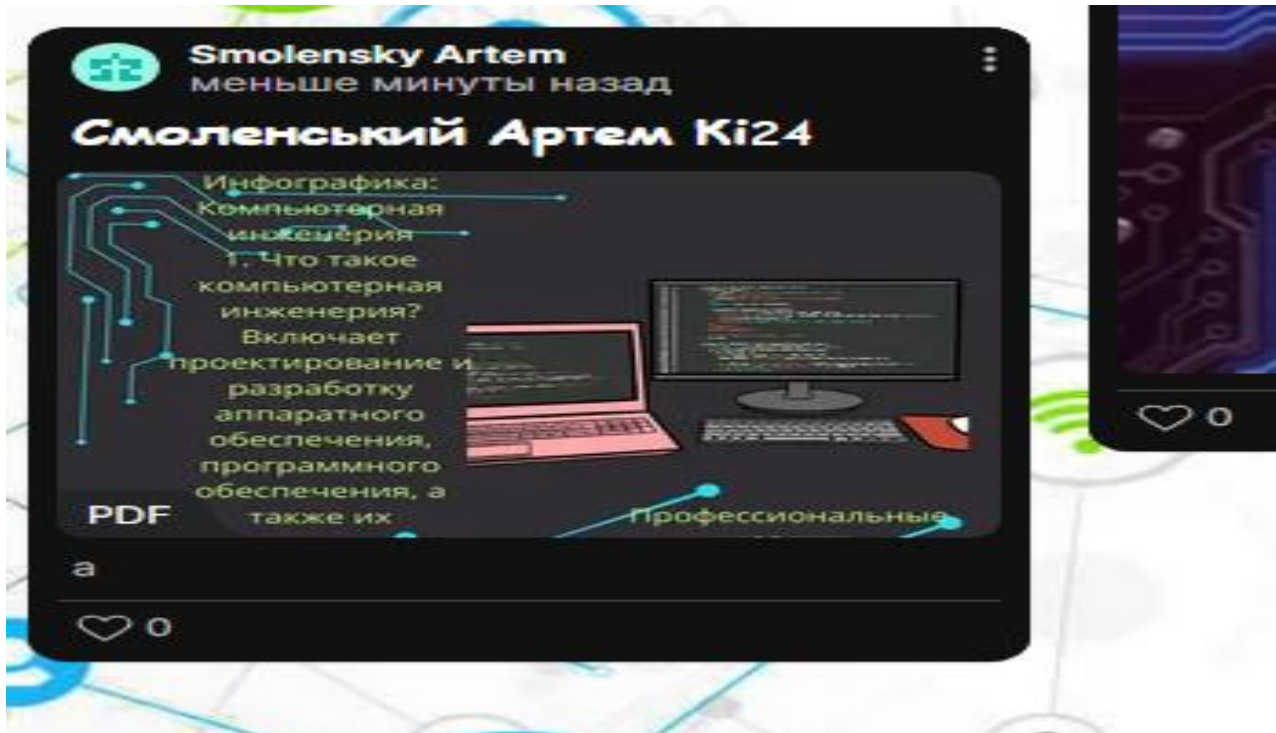 Smolensky Artem
меньше минуты назад
Смоленський Артем Кі24
Инфографика:
Компьютерная
инженерия
1. Что такое
компьютерная
инженерия?
Включает
проектирование и
разработку
аппаратного
обеспечения,
программного
обеспечения, а
также их
Профессиональные
PDF
а
0
0